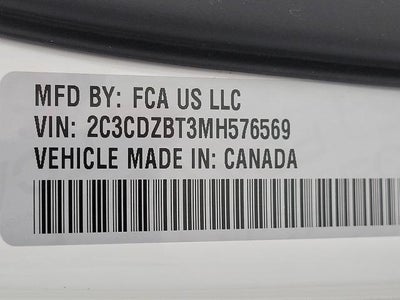 MFD BY: FCA US LLC
VIN: 2C3CDZBT3MH576569
VEHICLE MADE IN: CANADA